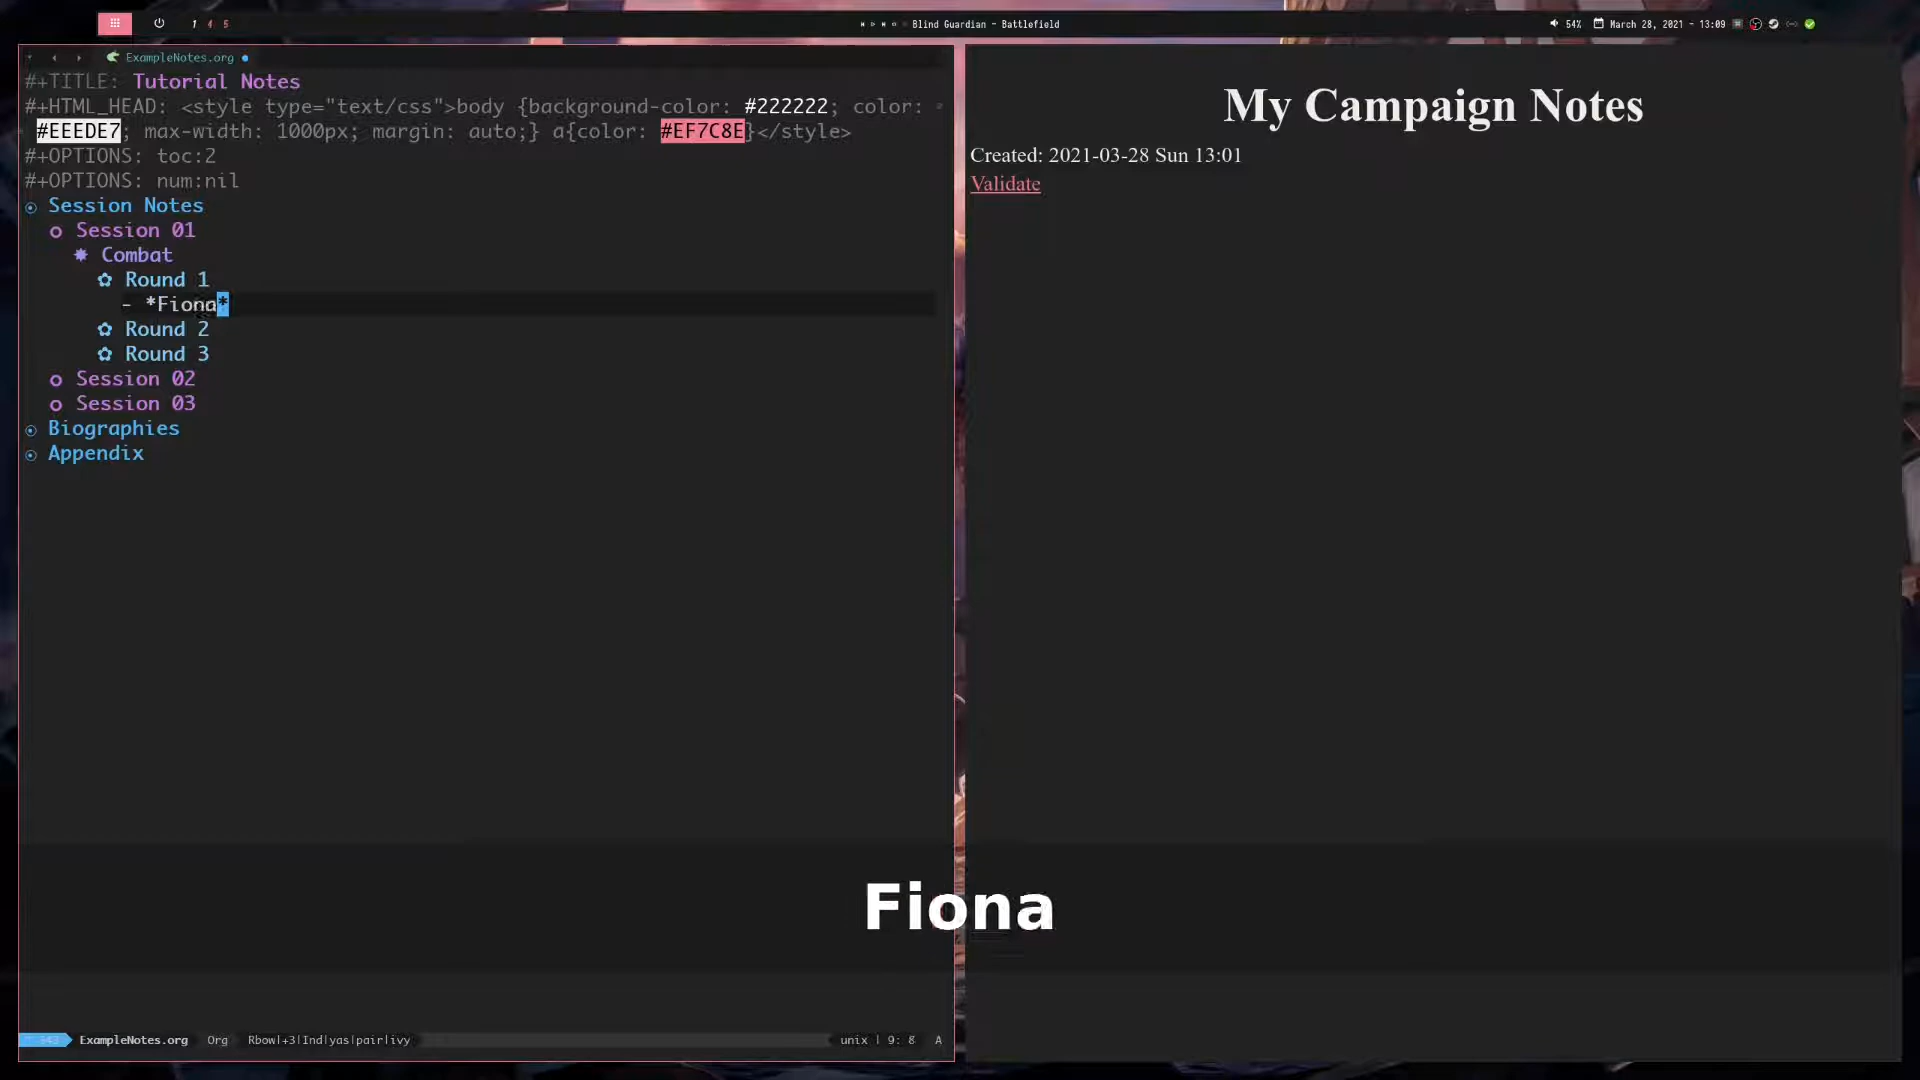 1 4 5
Blind Guardian - Battlefield
54% March 28, 2021 - 13:09
ExampleNotes.org
#+TITLE: Tutorial Notes
#+HTML_HEAD: <style type="text/css">body {background-color: #222222; color:
#EEEDE7; max-width: 1000px; margin: auto;} a{color: #EF7C8E}</style>
#+OPTIONS: toc:2
#+OPTIONS: num:nil
Session Notes
Session 01
Combat
Round 1
- *Fiona*
Round 2
Round 3
Session 02
Session 03
Biographies
Appendix
My Campaign Notes
Created: 2021-03-28 Sun 13:01
Validate
Fiona
ExampleNotes.org Org Rbow|+3|Ind|yas|pair|ivy unix | 9: 8 A